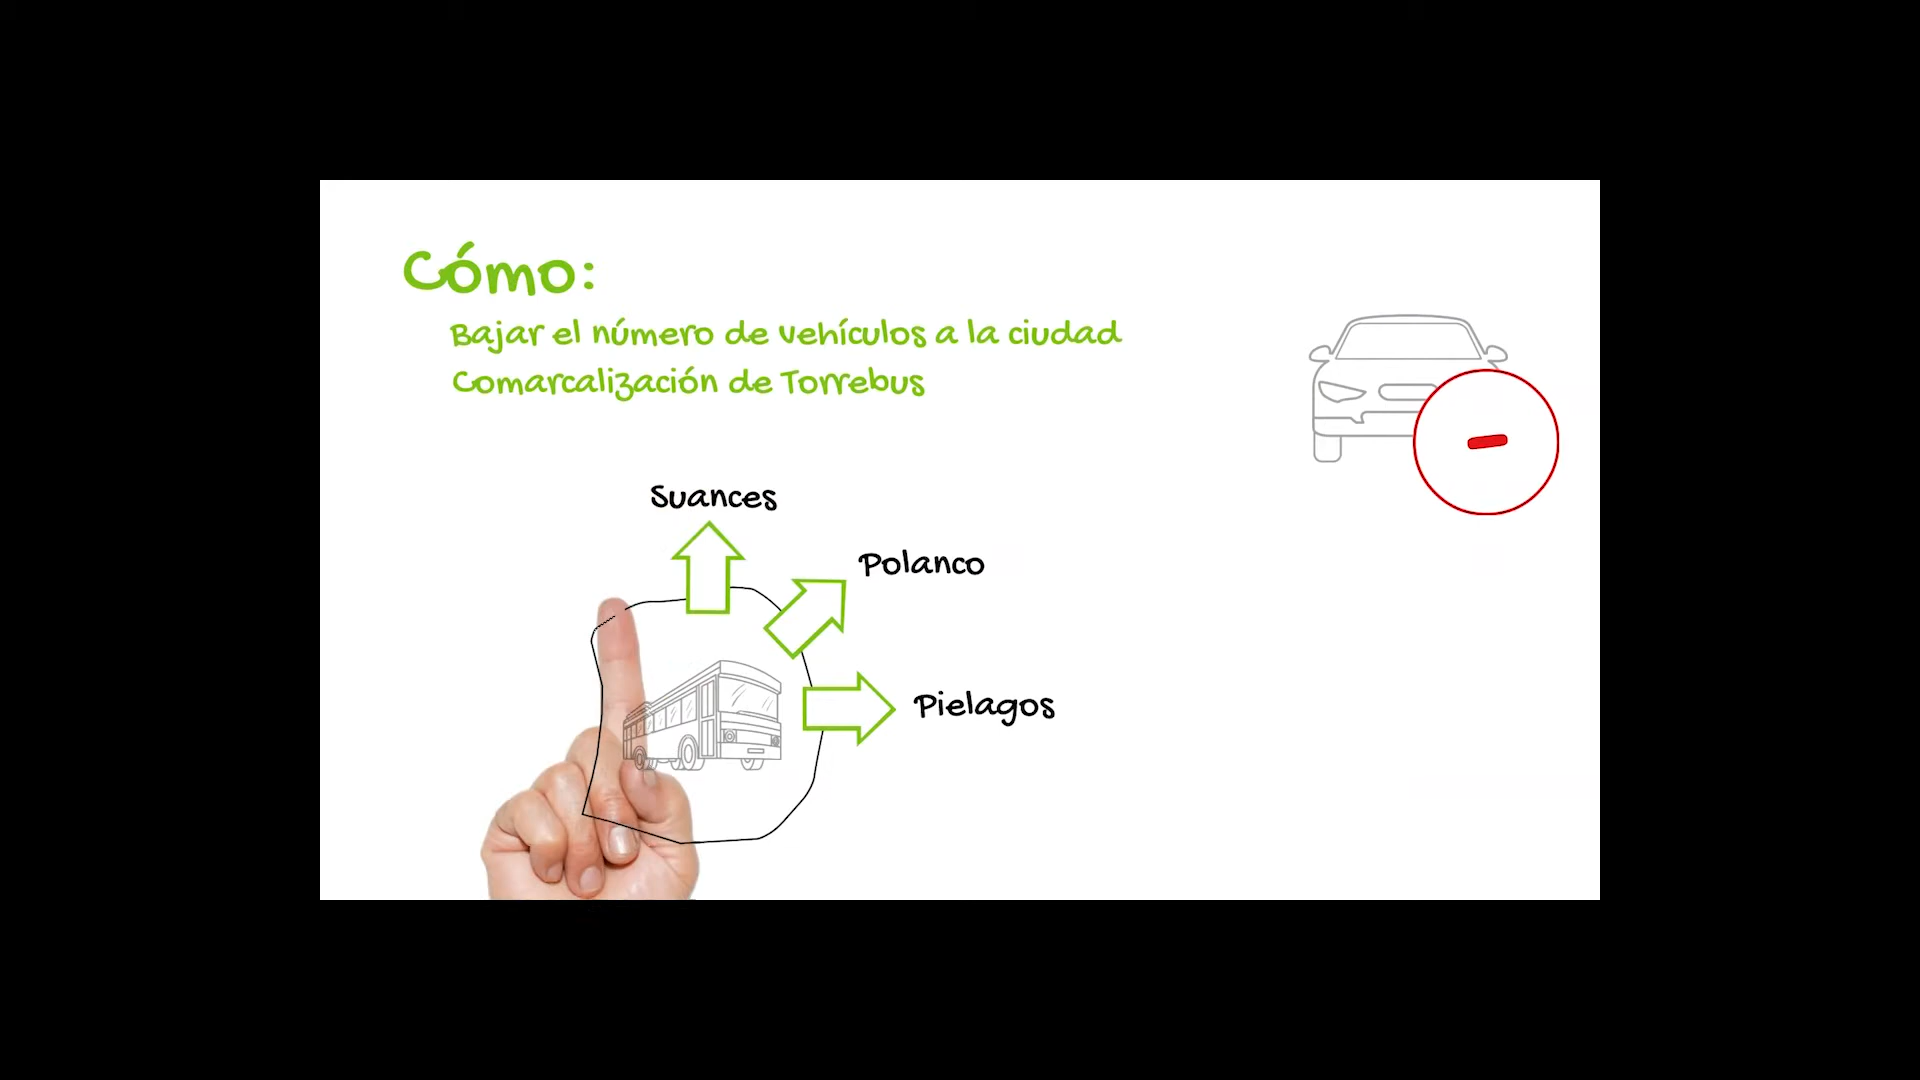 Cómo:
Bajar el número de vehículos a la ciudad
Comarcalización de Torrebus
Suances
Polanco
Pielagos